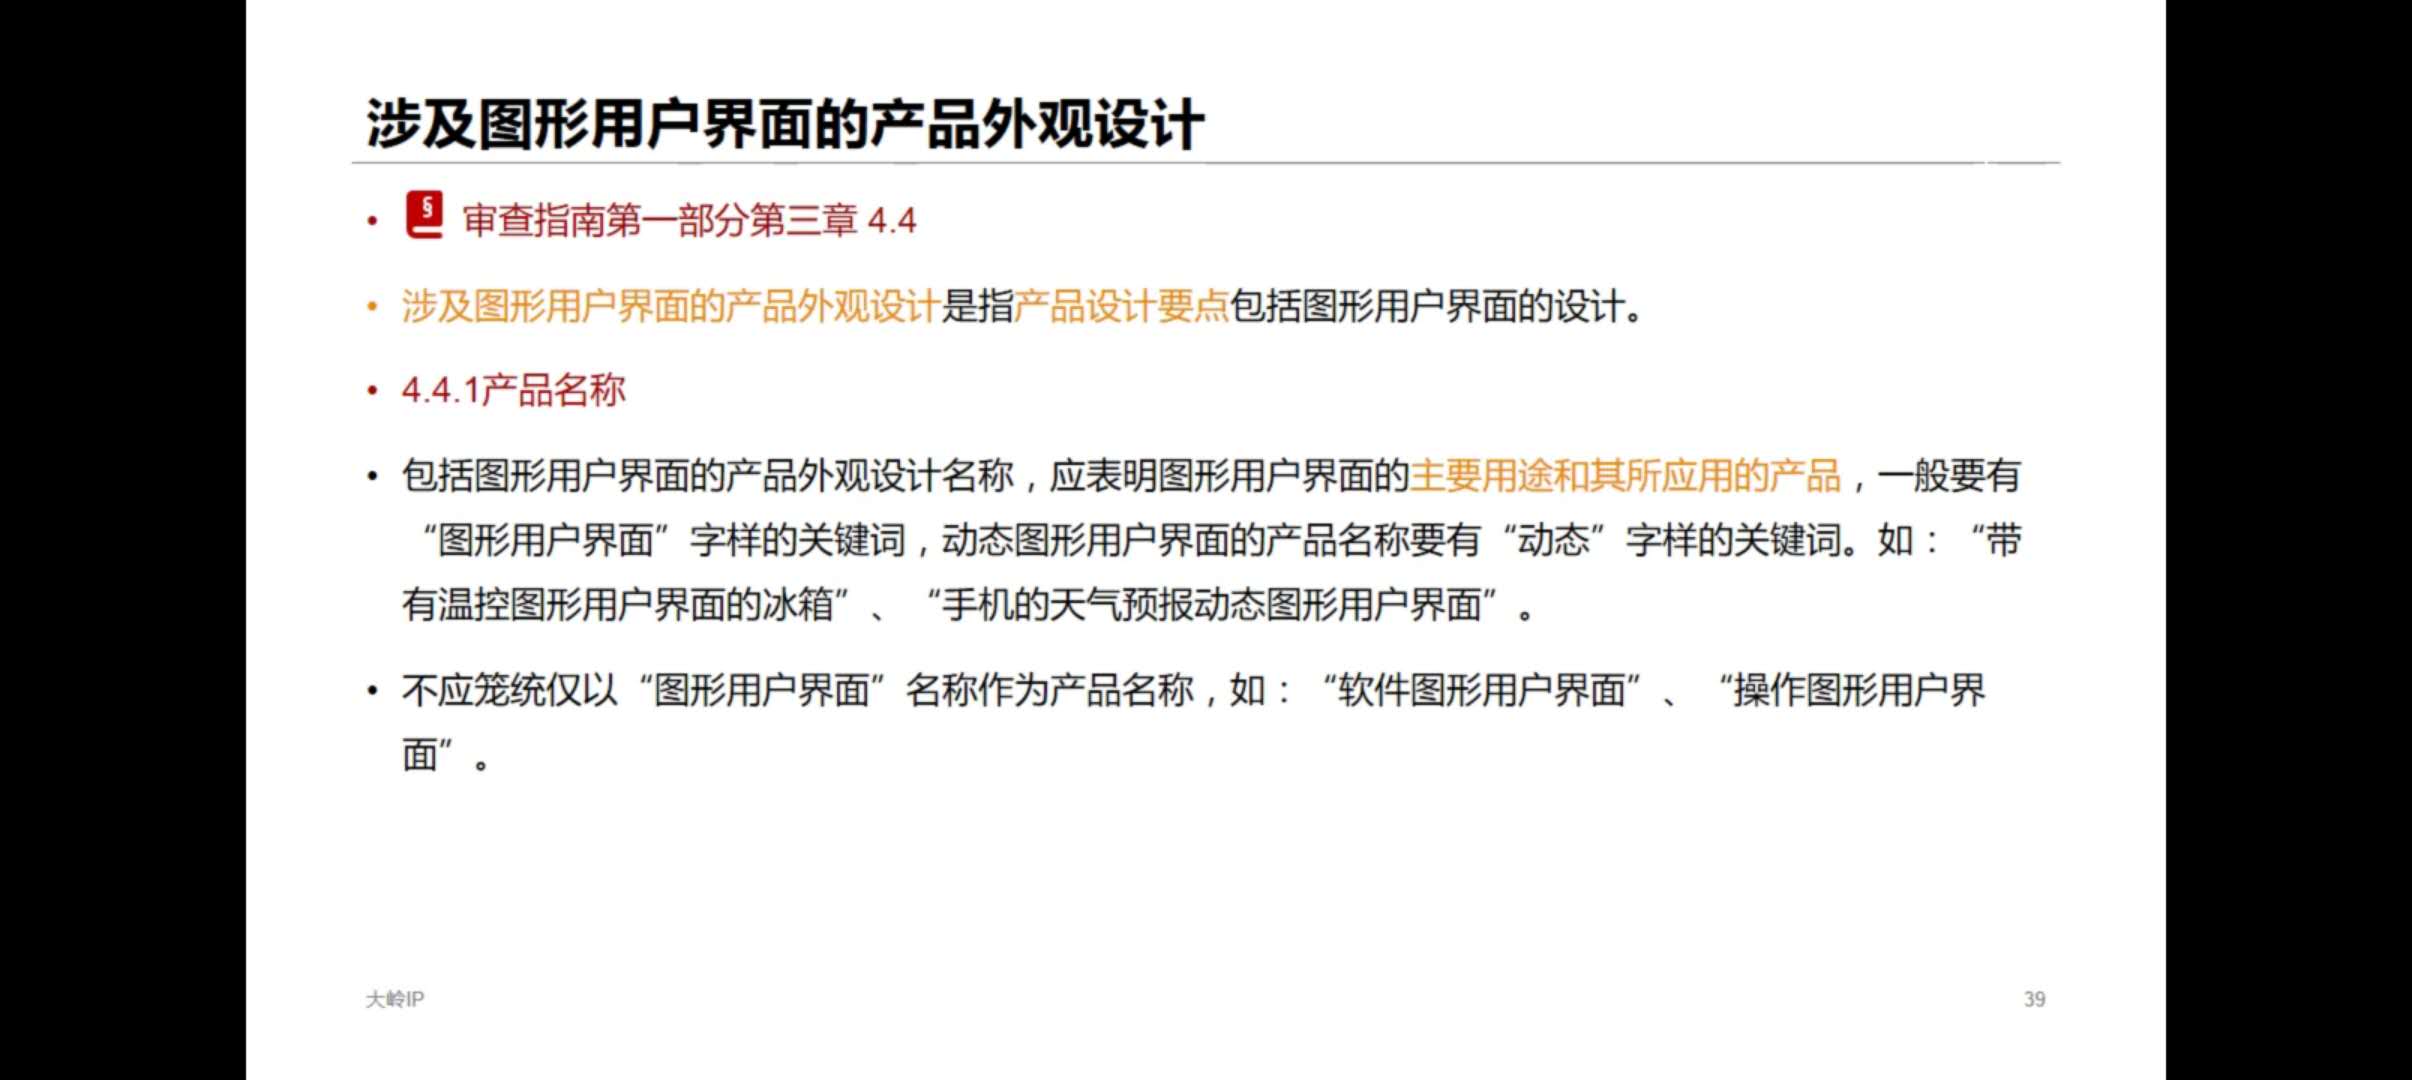 涉及图形用户界面的产品外观设计
• § 审查指南第一部分第三章 4.4
• 涉及图形用户界面的产品外观设计是指产品设计要点包括图形用户界面的设计。
• 4.4.1产品名称
• 包括图形用户界面的产品外观设计名称，应表明图形用户界面的主要用途和其所应用的产品，一般要有
“图形用户界面”字样的关键词，动态图形用户界面的产品名称要有“动态”字样的关键词。如：“带
有温控图形用户界面的冰箱”、“手机的天气预报动态图形用户界面”。
• 不应笼统仅以“图形用户界面”名称作为产品名称，如：“软件图形用户界面”、“操作图形用户界
面”。
大岭IP
39